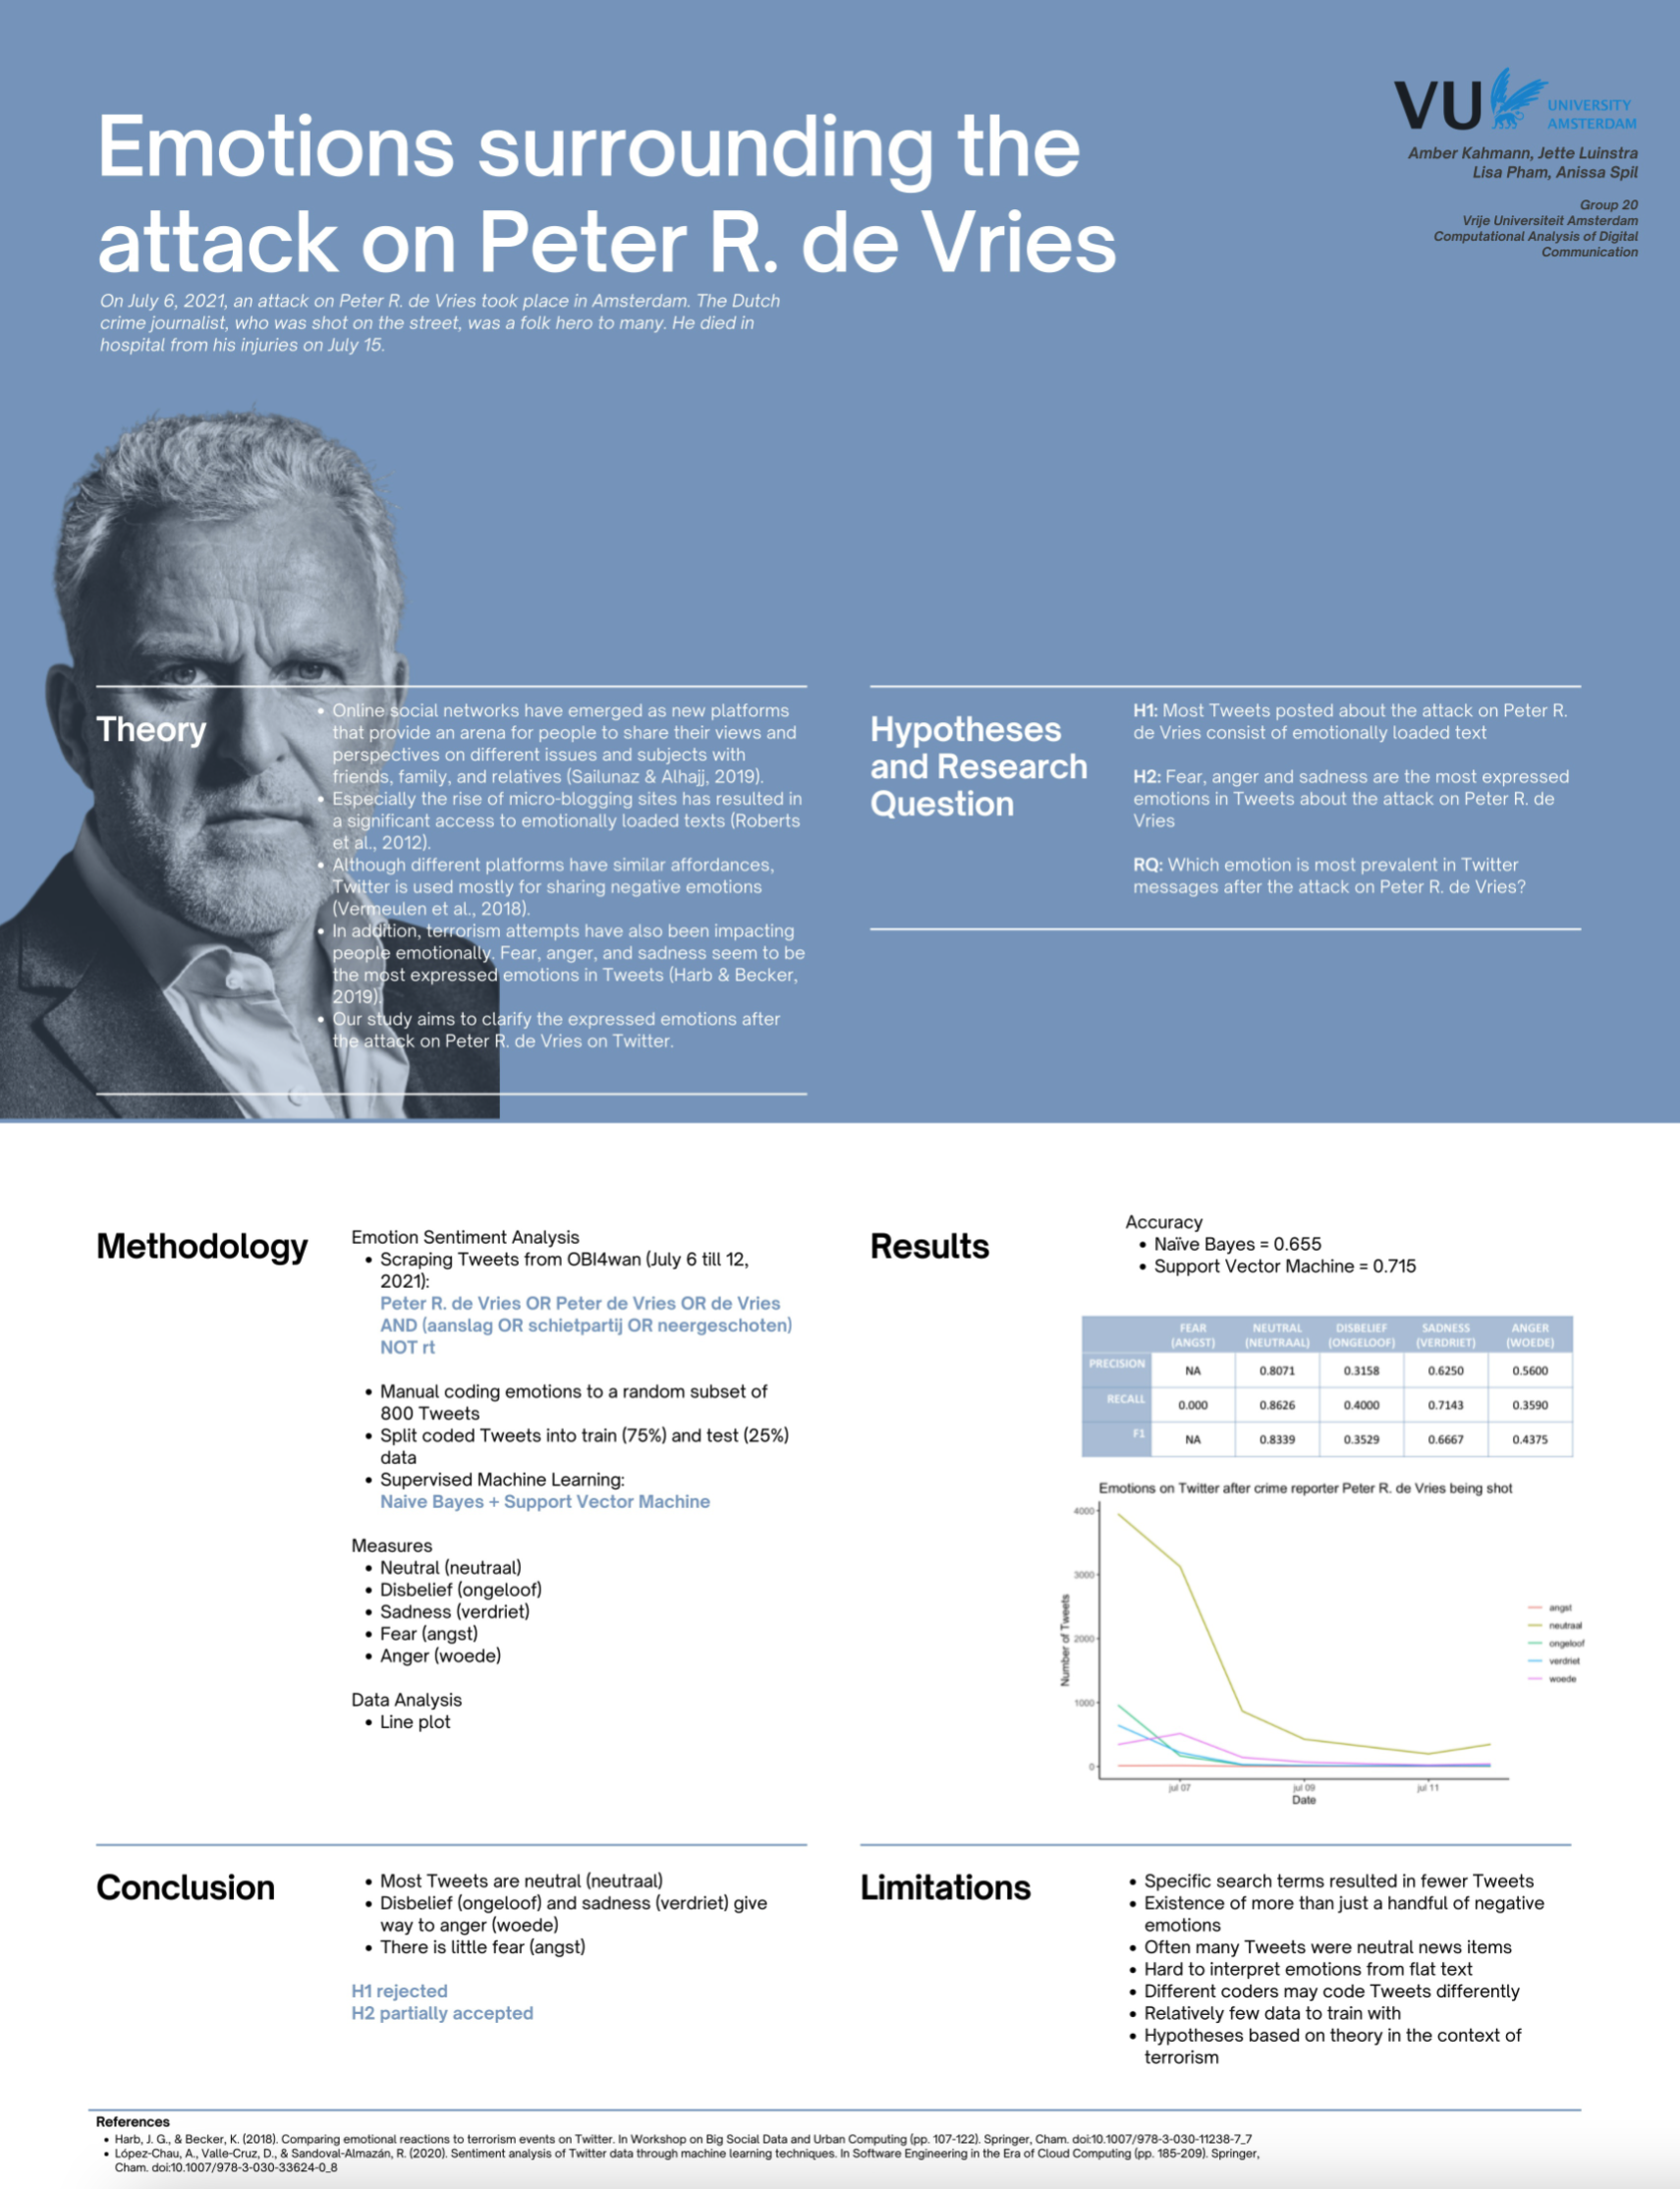 VU UNIVERSITY
AMSTERDAM
Amber Kahmann, Jette Luinstra
Lisa Pham, Anissa Spil
Group 20
Vrije Universiteit Amsterdam
Computational Analysis of Digital
Communication
Emotions surrounding the
attack on Peter R. de Vries
On July 6, 2021, an attack on Peter R. de Vries took place in Amsterdam. The Dutch
crime journalist, who was shot on the street, was a folk hero to many. He died in
hospital from his injuries on July 15.
Theory
• Online social networks have emerged as new platforms
that provide an arena for people to share their views and
perspectives on different issues and subjects with
friends, family, and relatives (Sailunaz & Alhajj, 2019).
• Especially the rise of micro-blogging sites has resulted in
a significant access to emotionally loaded texts (Roberts
et al., 2012).
• Although different platforms have similar affordances,
Twitter is used mostly for sharing negative emotions
(Vermeulen et al., 2018).
• In addition, terrorism attempts have also been impacting
people emotionally. Fear, anger, and sadness seem to be
the most expressed emotions in Tweets (Harb & Becker,
2019).
• Our study aims to clarify the expressed emotions after
the attack on Peter R. de Vries on Twitter.
Hypotheses
and Research
Question
H1: Most Tweets posted about the attack on Peter R.
de Vries consist of emotionally loaded text
H2: Fear, anger and sadness are the most expressed
emotions in Tweets about the attack on Peter R. de
Vries
RQ: Which emotion is most prevalent in Twitter
messages after the attack on Peter R. de Vries?
Methodology
Emotion Sentiment Analysis
• Scraping Tweets from OBI4wan (July 6 till 12,
2021):
Peter R. de Vries OR Peter de Vries OR de Vries
AND (aanslag OR schietpartij OR neergeschoten)
NOT rt
• Manual coding emotions to a random subset of
800 Tweets
• Split coded Tweets into train (75%) and test (25%)
data
• Supervised Machine Learning:
Naive Bayes + Support Vector Machine
Measures
• Neutral (neutraal)
• Disbelief (ongeloof)
• Sadness (verdriet)
• Fear (angst)
• Anger (woede)
Data Analysis
• Line plot
Results
Accuracy
• Naïve Bayes = 0.655
• Support Vector Machine = 0.715
FEAR NEUTRAL DISBELIEF SADNESS ANGER
(ANGST) (NEUTRAAL) (ONGELOOF) (VERDRIET) (WOEDE)
PRECISION NA 0.8071 0.3158 0.6250 0.5600
RECALL 0.000 0.8626 0.4000 0.7143 0.3590
F1 NA 0.8339 0.3529 0.6667 0.4375
Emotions on Twitter after crime reporter Peter R. de Vries being shot
4000
3000
2000
1000
0
Number of Tweets
jul 07 jul 09 jul 11
Date
angst
neutraal
ongeloof
verdriet
woede
Conclusion
• Most Tweets are neutral (neutraal)
• Disbelief (ongeloof) and sadness (verdriet) give
way to anger (woede)
• There is little fear (angst)
H1 rejected
H2 partially accepted
Limitations
• Specific search terms resulted in fewer Tweets
• Existence of more than just a handful of negative
emotions
• Often many Tweets were neutral news items
• Hard to interpret emotions from flat text
• Different coders may code Tweets differently
• Relatively few data to train with
• Hypotheses based on theory in the context of
terrorism
References
• Harb, J. G., & Becker, K. (2018). Comparing emotional reactions to terrorism events on Twitter. In Workshop on Big Social Data and Urban Computing (pp. 107-122). Springer, Cham. doi:10.1007/978-3-030-11238-7_7
• López-Chau, A., Valle-Cruz, D., & Sandoval-Almazán, R. (2020). Sentiment analysis of Twitter data through machine learning techniques. In Software Engineering in the Era of Cloud Computing (pp. 185-209). Springer,
Cham. doi:10.1007/978-3-030-33624-0_8